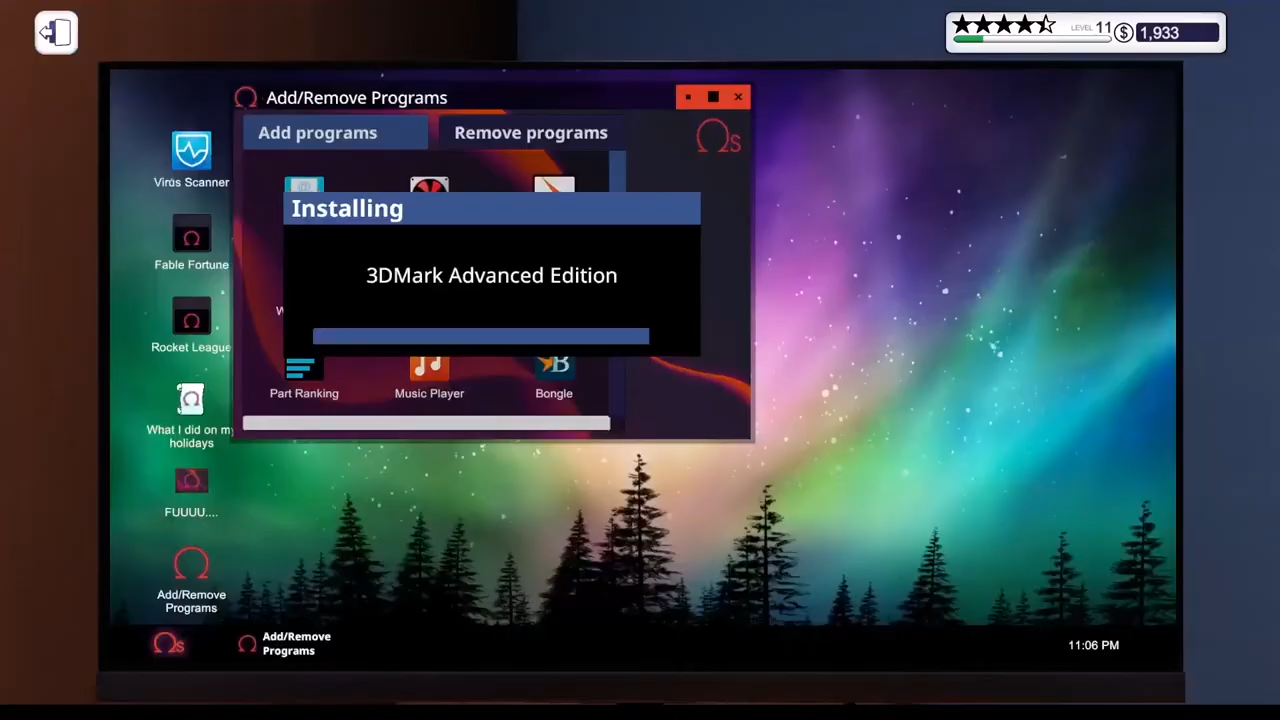 LEVEL 11
$ 1,933
Add/Remove Programs
Add programs
Remove programs
Ωs
Virus Scanner
Installing
3DMark Advanced Edition
Fable Fortune
Rocket League
W
Part Ranking
Music Player
B
Bongle
What I did on my
holidays
FUUUU....
Add/Remove
Programs
Ωs
Add/Remove
Programs
11:06 PM